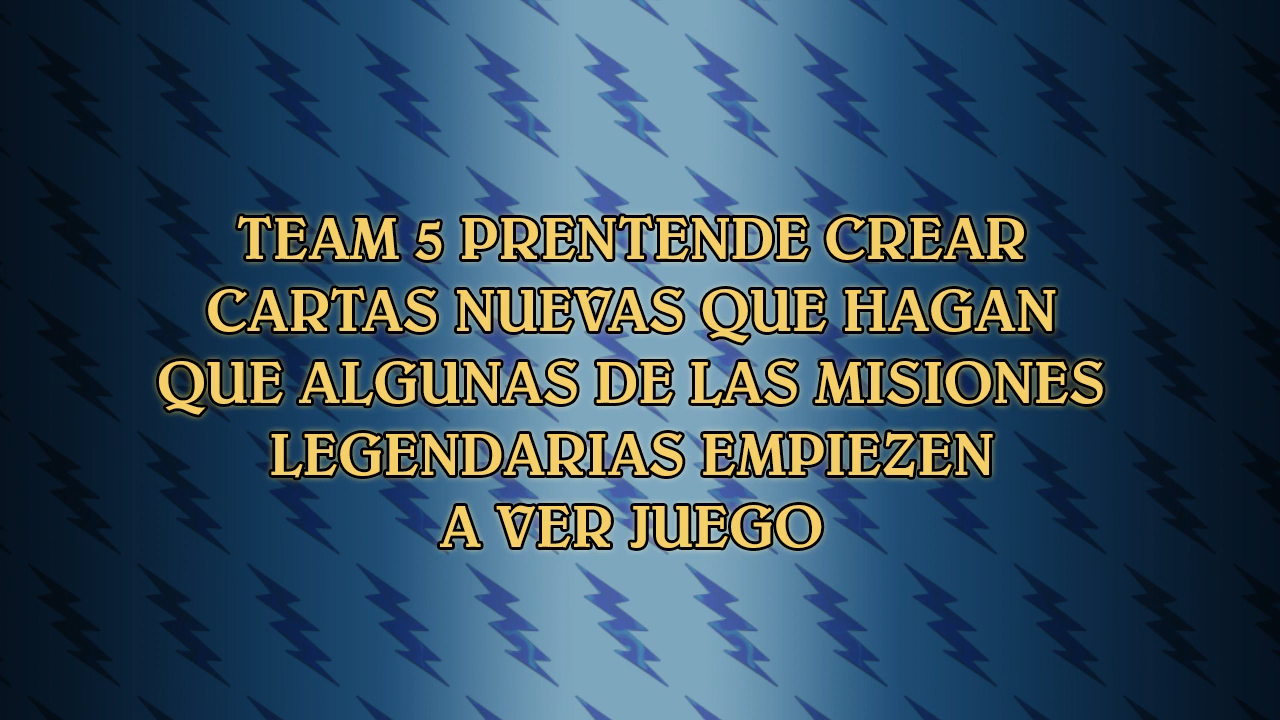 TEAM 5 PRENTENDE CREAR
CARTAS NUEVAS QUE HAGAN
QUE ALGUNAS DE LAS MISIONES
LEGENDARIAS EMPIEZEN
A VER JUEGO